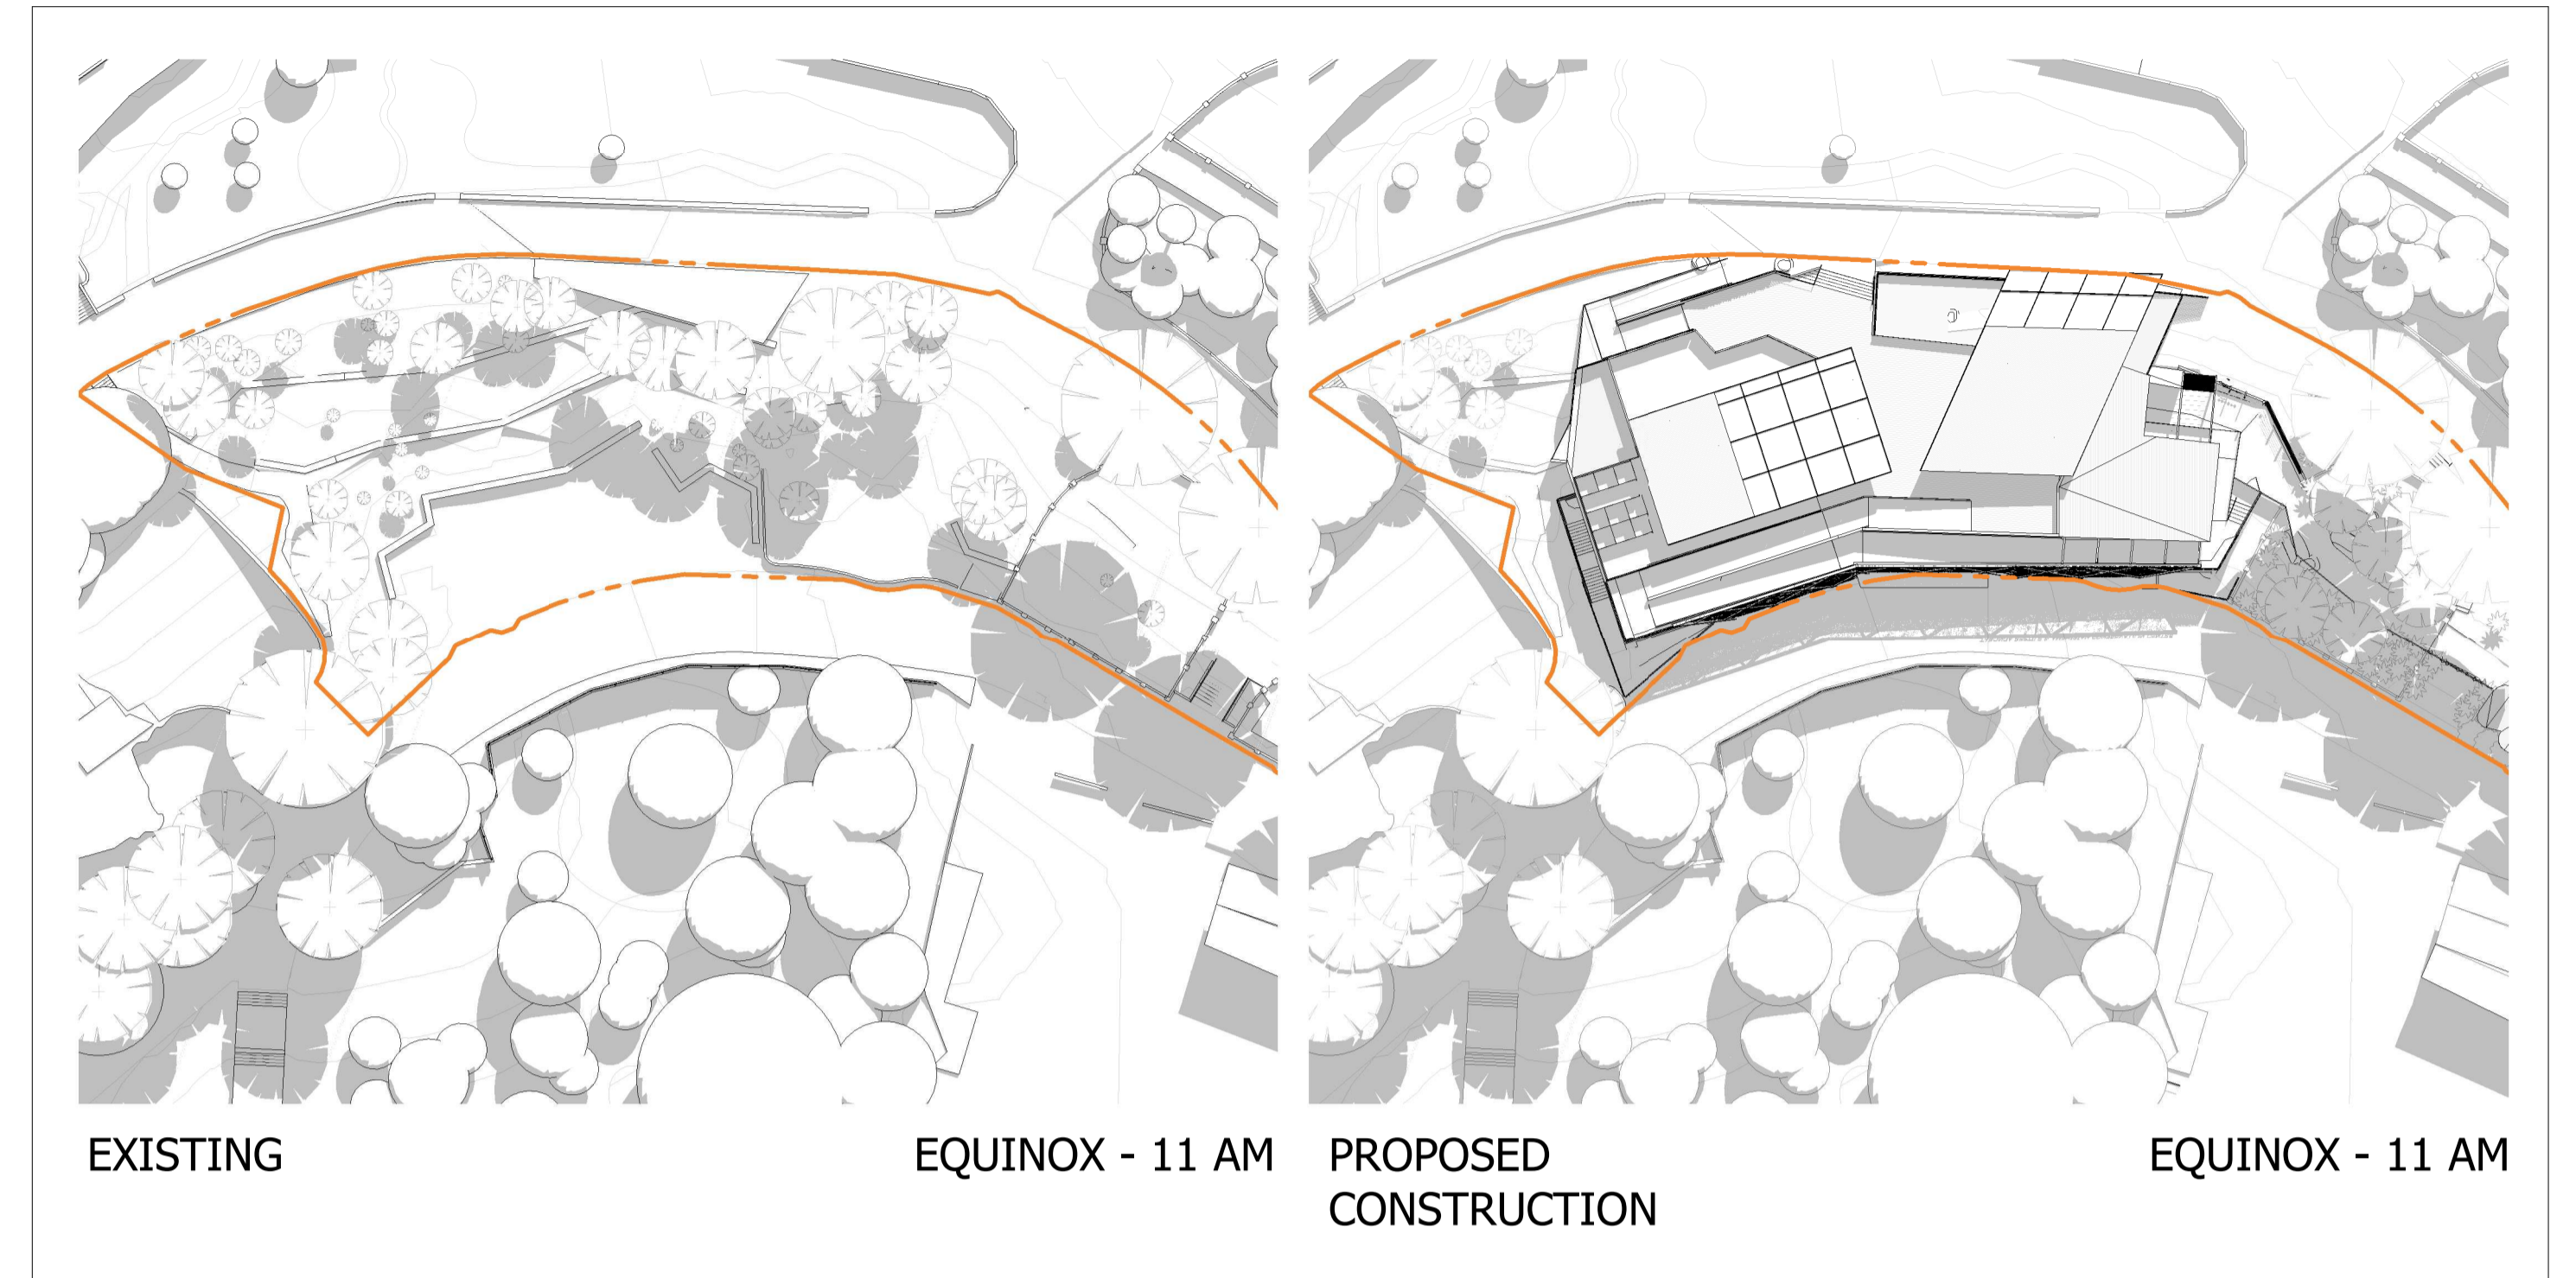 EXISTING
EQUINOX - 11 AM
PROPOSED
CONSTRUCTION
EQUINOX - 11 AM